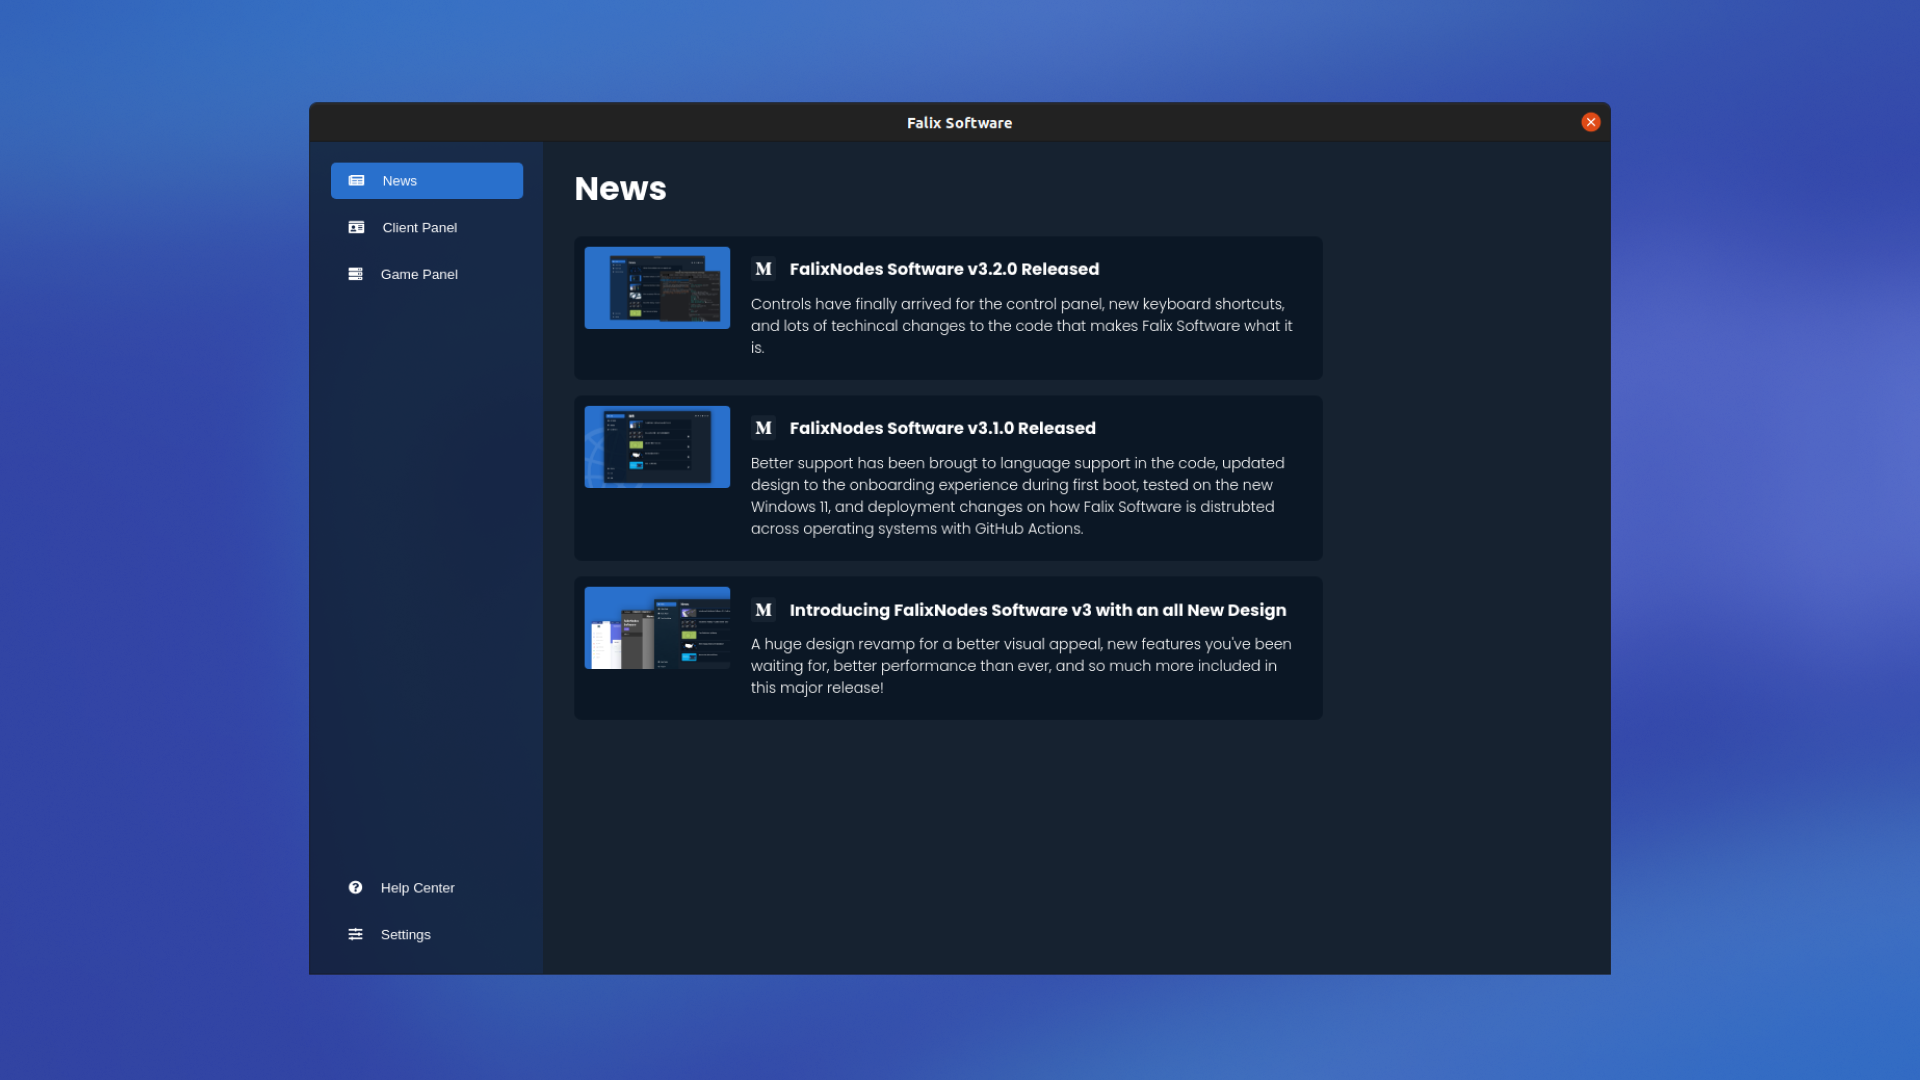 Falix Software
News
Client Panel
Game Panel
Help Center
Settings
News
M FalixNodes Software v3.2.0 Released
Controls have finally arrived for the control panel, new keyboard shortcuts,
and lots of techincal changes to the code that makes Falix Software what it
is.
M FalixNodes Software v3.1.0 Released
Better support has been brougt to language support in the code, updated
design to the onboarding experience during first boot, tested on the new
Windows 11, and deployment changes on how Falix Software is distrubted
across operating systems with GitHub Actions.
M Introducing FalixNodes Software v3 with an all New Design
A huge design revamp for a better visual appeal, new features you've been
waiting for, better performance than ever, and so much more included in
this major release!